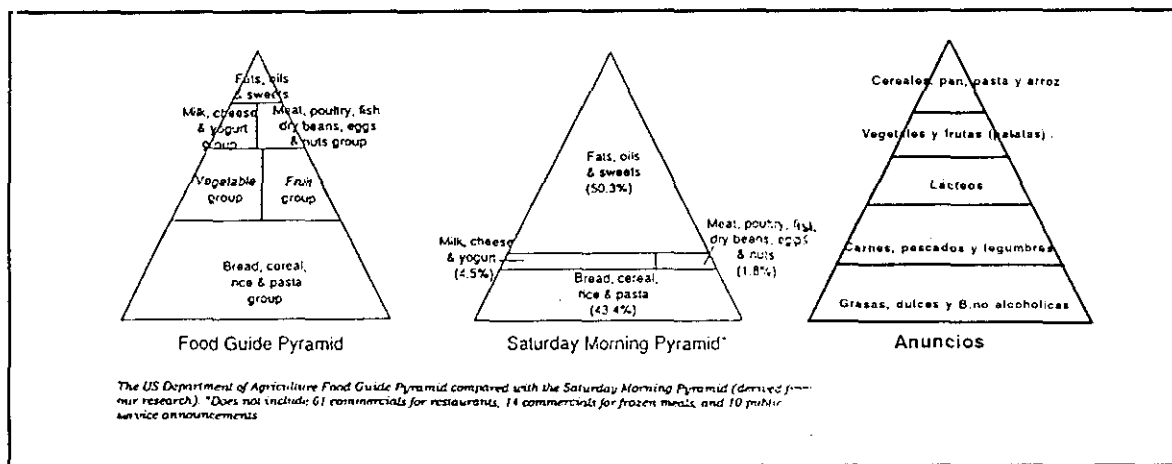 Fats, oils
& sweets
Milk, cheese
& yogurt
group
Meat, poultry, fish
dry beans, eggs
& nuts group
Vegetable
group
Fruit
group
Bread, cereal,
rice & pasta
group
Food Guide Pyramid
Fats, oils
& sweets
(50.3%)
Milk, cheese
& yogurt
(4.5%)
Meat, poultry, fish,
dry beans, eggs
& nuts
(1.8%)
Bread, cereal,
rice & pasta
(43.4%)
Saturday Morning Pyramid*
Cereales, pan, pasta y arroz
Vegetales y frutas (patatas).
Lácteos
Carnes, pescados y legumbres
Grasas, dulces y B.no alcoholicas
Anuncios
The US Department of Agriculture Food Guide Pyramid compared with the Saturday Morning Pyramid (derived from
our research). *Does not include 61 commercials for restaurants, 14 commercials for frozen meals, and 10 public
service announcements